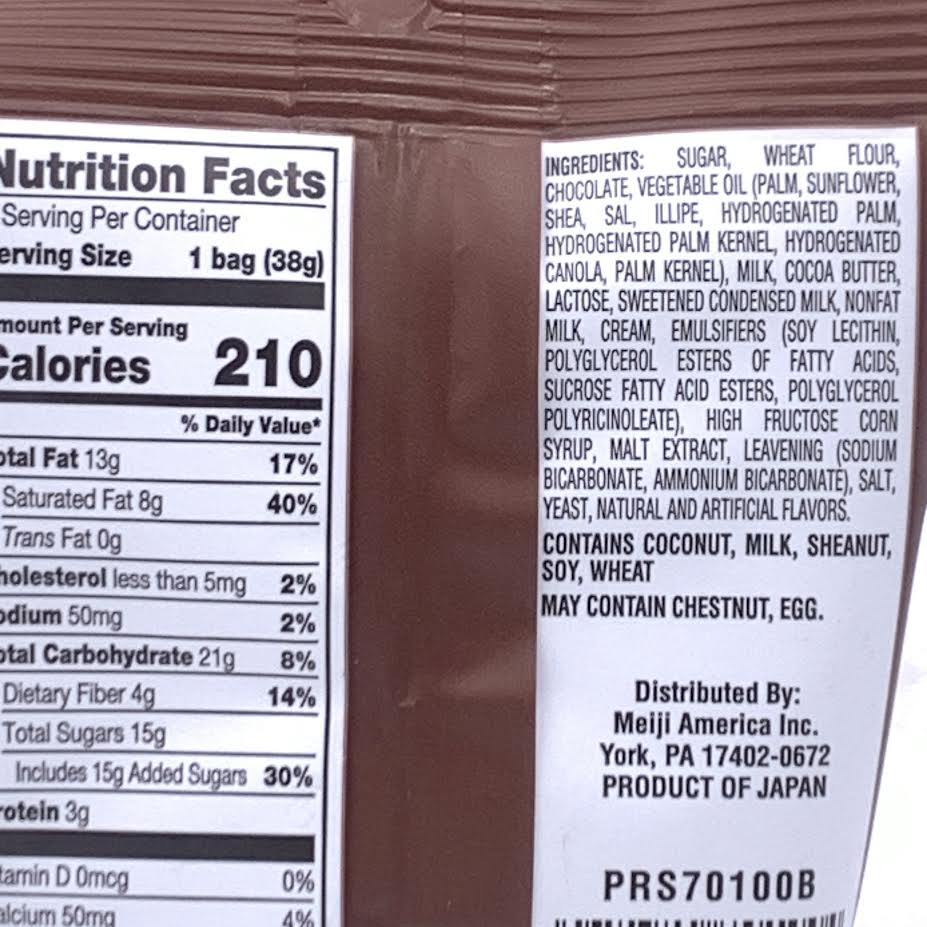 Nutrition Facts
Serving Per Container
erving Size 1 bag (38g)
mount Per Serving
Calories 210
% Daily Value*
otal Fat 13g 17%
Saturated Fat 8g 40%
Trans Fat 0g
holesterol less than 5mg 2%
odium 50mg 2%
otal Carbohydrate 21g 8%
Dietary Fiber 4g 14%
Total Sugars 15g
Includes 15g Added Sugars 30%
rotein 3g
tamin D 0mcg 0%
alcium 50mg 4%
INGREDIENTS: SUGAR, WHEAT FLOUR,
CHOCOLATE, VEGETABLE OIL (PALM, SUNFLOWER,
SHEA, SAL, ILLIPE, HYDROGENATED PALM,
HYDROGENATED PALM KERNEL, HYDROGENATED
CANOLA, PALM KERNEL), MILK, COCOA BUTTER,
LACTOSE, SWEETENED CONDENSED MILK, NONFAT
MILK, CREAM, EMULSIFIERS (SOY LECITHIN,
POLYGLYCEROL ESTERS OF FATTY ACIDS,
SUCROSE FATTY ACID ESTERS, POLYGLYCEROL
POLYRICINOLEATE), HIGH FRUCTOSE CORN
SYRUP, MALT EXTRACT, LEAVENING (SODIUM
BICARBONATE, AMMONIUM BICARBONATE), SALT,
YEAST, NATURAL AND ARTIFICIAL FLAVORS.
CONTAINS COCONUT, MILK, SHEANUT,
SOY, WHEAT
MAY CONTAIN CHESTNUT, EGG.
Distributed By:
Meiji America Inc.
York, PA 17402-0672
PRODUCT OF JAPAN
PRS70100B